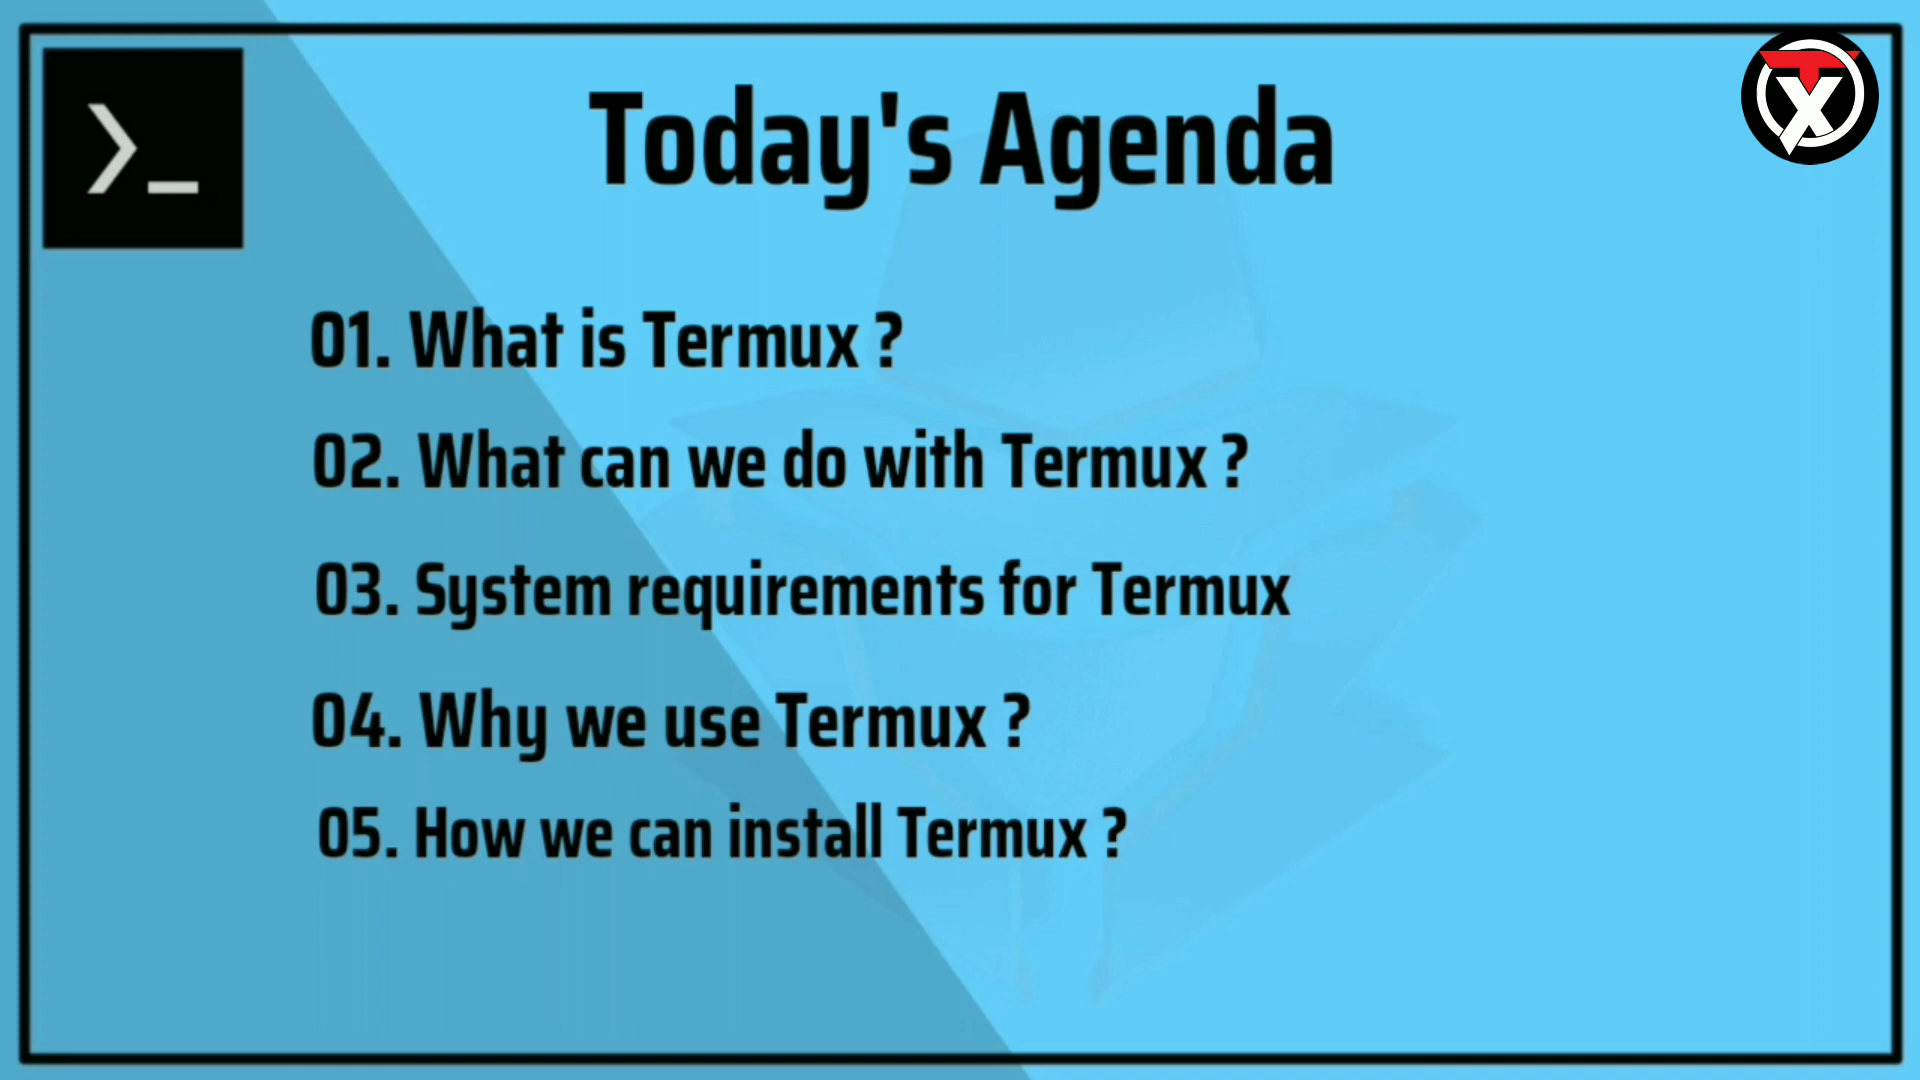 Today's Agenda
01. What is Termux ?
02. What can we do with Termux ?
03. System requirements for Termux
04. Why we use Termux ?
05. How we can install Termux ?